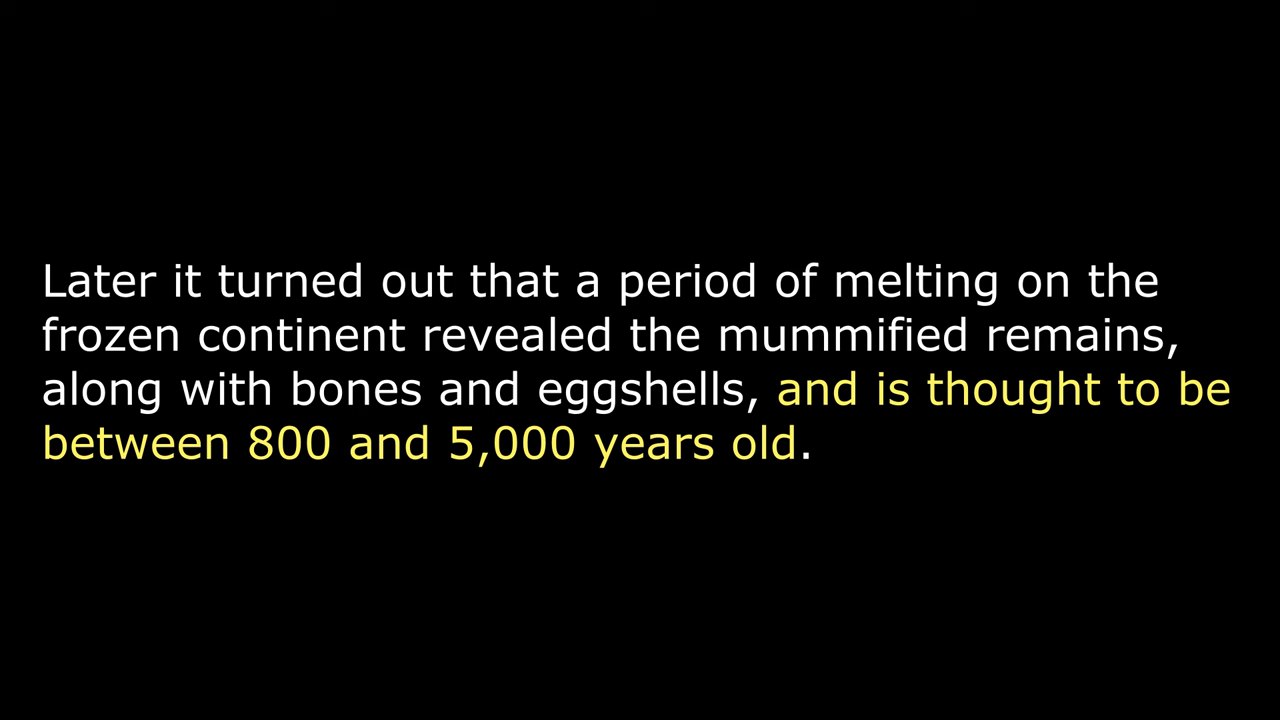 Later it turned out that a period of melting on the
frozen continent revealed the mummified remains,
along with bones and eggshells, and is thought to be
between 800 and 5,000 years old.